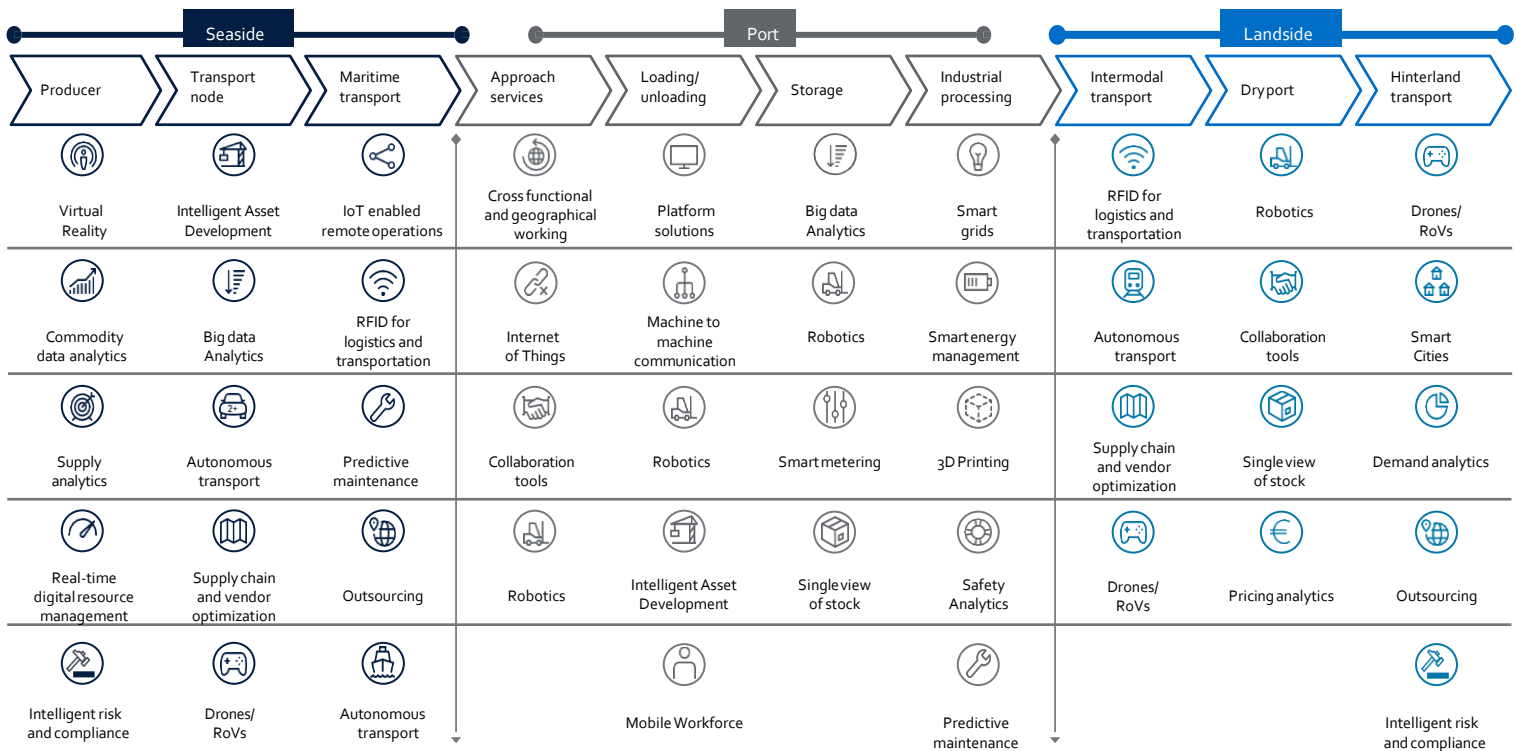 Seaside
Port
Landside
Producer
Transport
node
Maritime
transport
Approach
services
Loading/
unloading
Storage
Industrial
processing
Intermodal
transport
Dry port
Hinterland
transport
Virtual
Reality
Intelligent Asset
Development
IoT enabled
remote operations
Cross functional
and geographical
working
Platform
solutions
Big data
Analytics
Smart
grids
RFID for
logistics and
transportation
Robotics
Drones/
RoVs
Commodity
data analytics
Big data
Analytics
RFID for
logistics and
transportation
Internet
of Things
Machine to
machine
communication
Robotics
Smart energy
management
Autonomous
transport
Collaboration
tools
Smart
Cities
2+
Supply
analytics
Autonomous
transport
Predictive
maintenance
Collaboration
tools
Robotics
Smart metering
3D Printing
Supply chain
and vendor
optimization
Single view
of stock
Demand analytics
€
Real-time
digital resource
management
Supply chain
and vendor
optimization
Outsourcing
Robotics
Intelligent Asset
Development
Single view
of stock
Safety
Analytics
Drones/
RoVs
Pricing analytics
Outsourcing
Intelligent risk
and compliance
Drones/
RoVs
Autonomous
transport
Mobile Workforce
Predictive
maintenance
Intelligent risk
and compliance